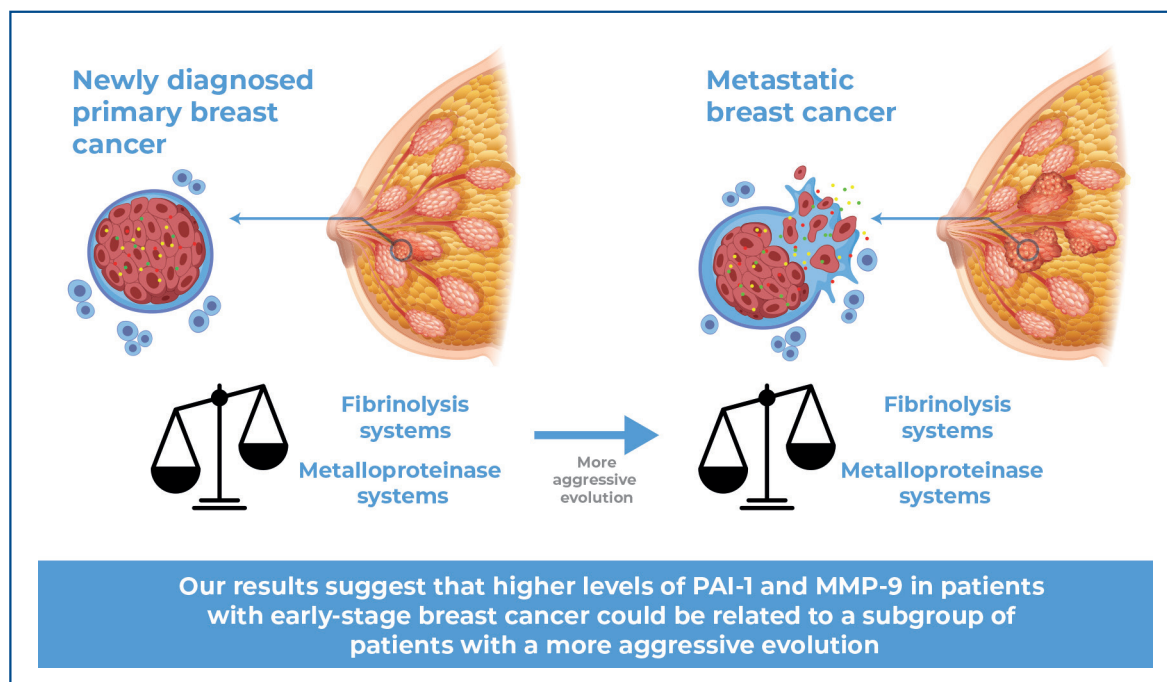 Newly diagnosed
primary breast
cancer
Metastatic
breast cancer
Fibrinolysis
systems
Metalloproteinase
systems
More
aggressive
evolution
Fibrinolysis
systems
Metalloproteinase
systems
Our results suggest that higher levels of PAI-1 and MMP-9 in patients
with early-stage breast cancer could be related to a subgroup of
patients with a more aggressive evolution